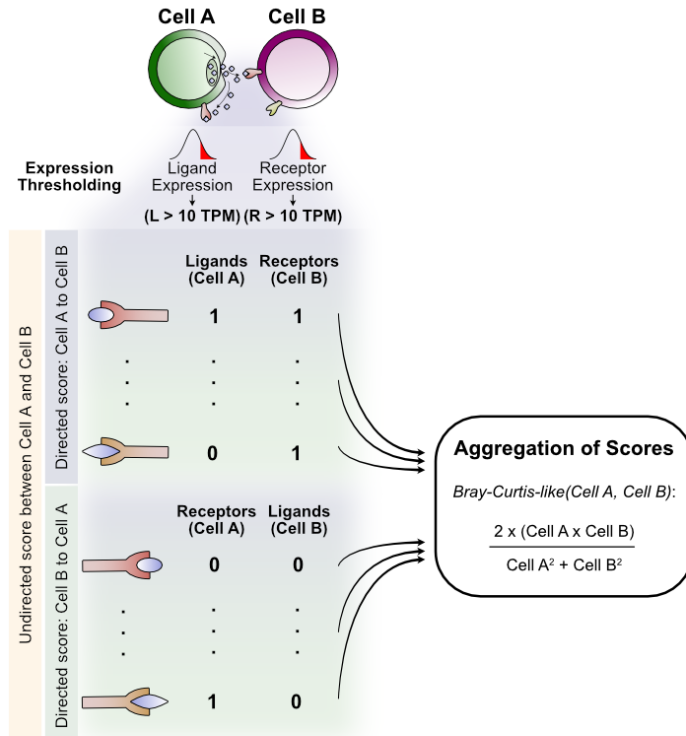 Cell A
Cell B
Expression
Thresholding
Ligand
Expression
Receptor
Expression
(L > 10 TPM)
(R > 10 TPM)
Undirected score between Cell A and Cell B
Directed score: Cell A to Cell B
Ligands
(Cell A)
Receptors
(Cell B)
1 1
0 1
Directed score: Cell B to Cell A
Receptors
(Cell A)
Ligands
(Cell B)
0 0
1 0
Aggregation of Scores
Bray-Curtis-like(Cell A, Cell B):
2 x (Cell A x Cell B)
Cell A² + Cell B²